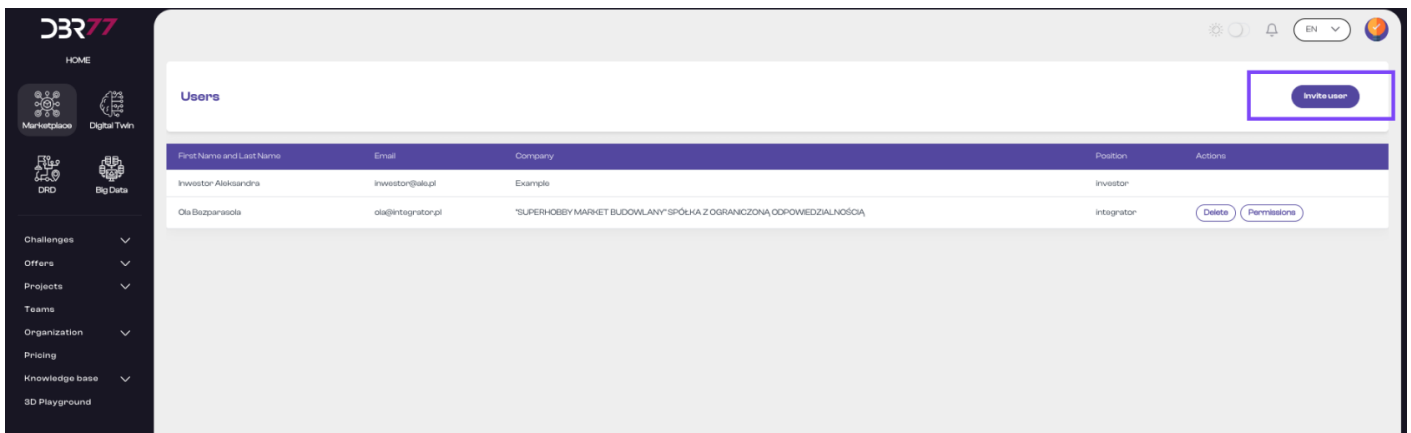 DBR77
HOME
Marketplace Digital Twin
DRD Big Data
Challenges
Offers
Projects
Teams
Organization
Pricing
Knowledge base
3D Playground
EN
Users
Invite user
First Name and Last Name Email Company Position Actions
Inwestor Aleksandra inwestor@ale.pl Example investor
Ola Bezparasola ola@integrator.pl "SUPERHOBBY MARKET BUDOWLANY" SPÓŁKA Z OGRANICZONĄ ODPOWIEDZIALNOŚCIĄ integrator Delete Permissions